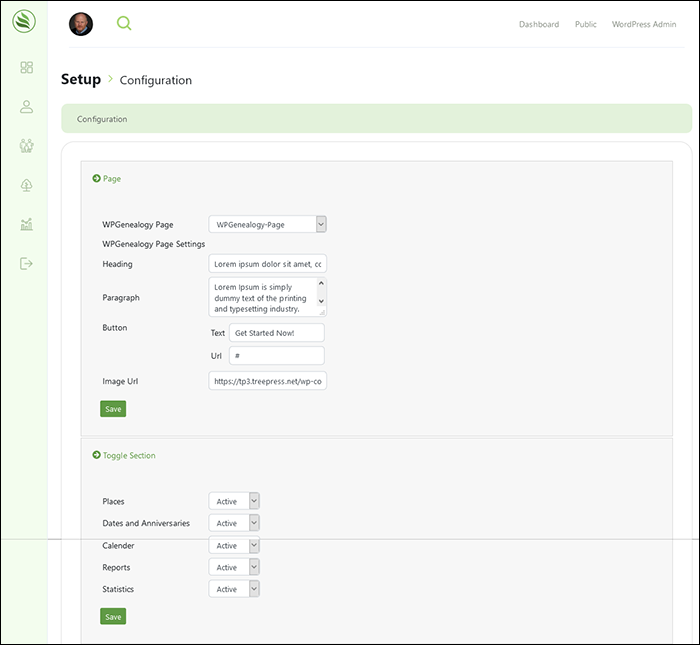 Dashboard Public WordPress Admin
Setup > Configuration
Configuration
Page
WPGenealogy Page WPGenealogy-Page
WPGenealogy Page Settings
Heading Lorem ipsum dolor sit amet, co
Paragraph Lorem Ipsum is simply
dummy text of the printing
and typesetting industry.
Button Text Get Started Now!
Url #
Image Url https://tp3.treepress.net/wp-co
Save
Toggle Section
Places Active
Dates and Anniversaries Active
Calender Active
Reports Active
Statistics Active
Save